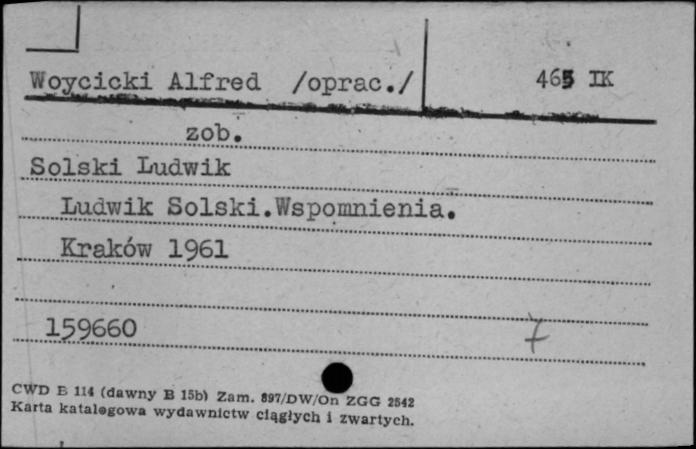 Woycicki Alfred /oprac./ 465 IK
zob.
Solski Ludwik
Ludwik Solski.Wspomnienia.
Kraków 1961
159660 7
CWD B 114 (dawny B 15b) Zam. 897/DW/On ZGG 2542
Karta katalogowa wydawnictw ciągłych i zwartych.